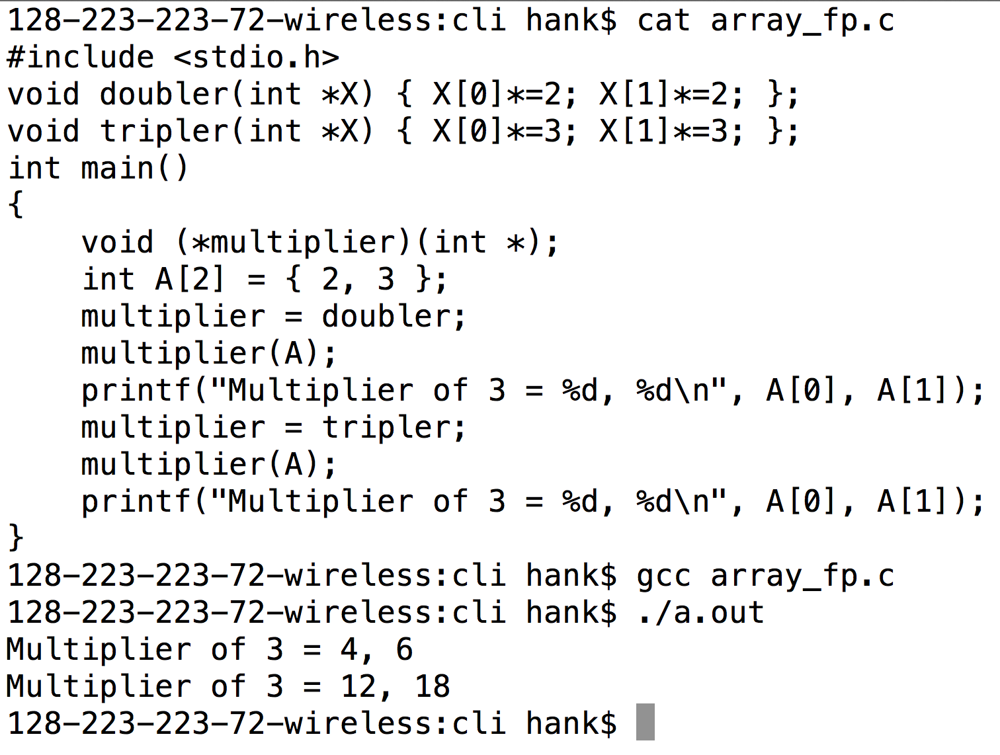 128-223-223-72-wireless:cli hank$ cat array_fp.c
#include <stdio.h>
void doubler(int *X) { X[0]*=2; X[1]*=2; };
void tripler(int *X) { X[0]*=3; X[1]*=3; };
int main()
{
    void (*multiplier)(int *);
    int A[2] = { 2, 3 };
    multiplier = doubler;
    multiplier(A);
    printf("Multiplier of 3 = %d, %d\n", A[0], A[1]);
    multiplier = tripler;
    multiplier(A);
    printf("Multiplier of 3 = %d, %d\n", A[0], A[1]);
}
128-223-223-72-wireless:cli hank$ gcc array_fp.c
128-223-223-72-wireless:cli hank$ ./a.out
Multiplier of 3 = 4, 6
Multiplier of 3 = 12, 18
128-223-223-72-wireless:cli hank$